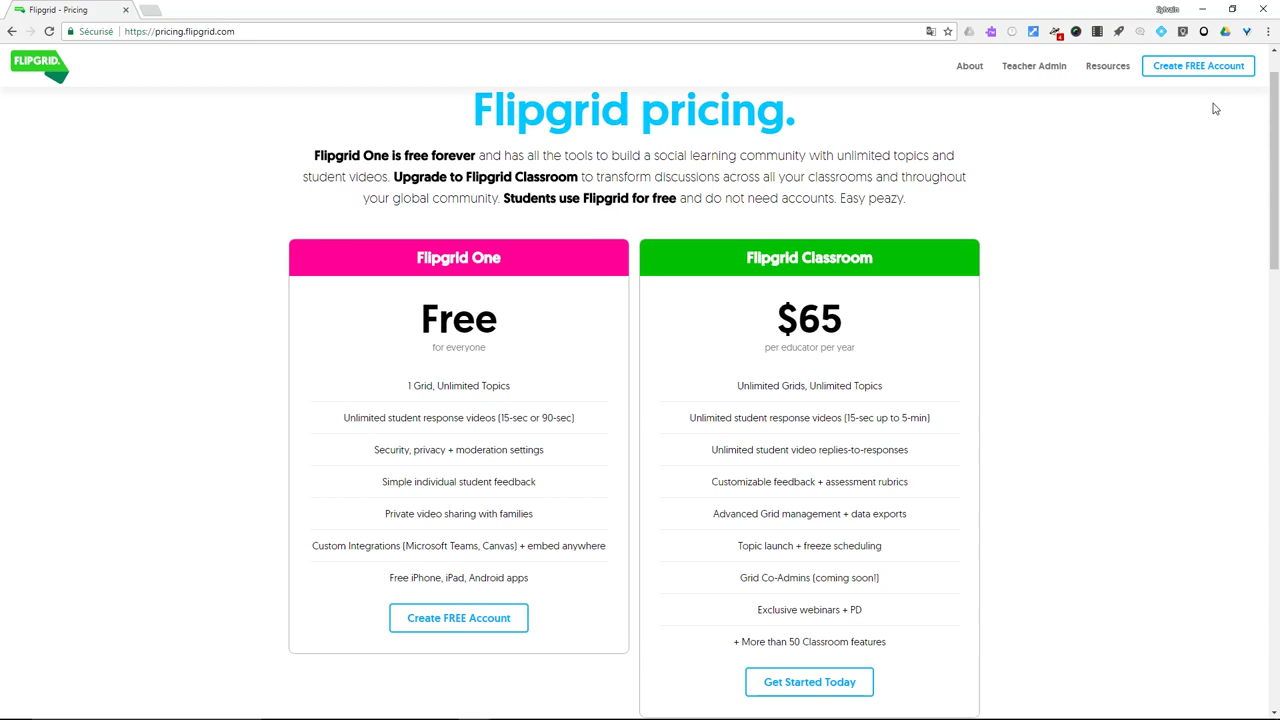 Flipgrid - Pricing
Sylvain
Sécurisé
https://pricing.flipgrid.com
4
FLIPGRID.
About
Teacher Admin
Resources
Create FREE Account
Flipgrid pricing.
Flipgrid One is free forever and has all the tools to build a social learning community with unlimited topics and
student videos. Upgrade to Flipgrid Classroom to transform discussions across all your classrooms and throughout
your global community. Students use Flipgrid for free and do not need accounts. Easy peazy.
Flipgrid One
Free
for everyone
1 Grid, Unlimited Topics
Unlimited student response videos (15-sec or 90-sec)
Security, privacy + moderation settings
Simple individual student feedback
Private video sharing with families
Custom Integrations (Microsoft Teams, Canvas) + embed anywhere
Free iPhone, iPad, Android apps
Create FREE Account
Flipgrid Classroom
$65
per educator per year
Unlimited Grids, Unlimited Topics
Unlimited student response videos (15-sec up to 5-min)
Unlimited student video replies-to-responses
Customizable feedback + assessment rubrics
Advanced Grid management + data exports
Topic launch + freeze scheduling
Grid Co-Admins (coming soon!)
Exclusive webinars + PD
+ More than 50 Classroom features
Get Started Today